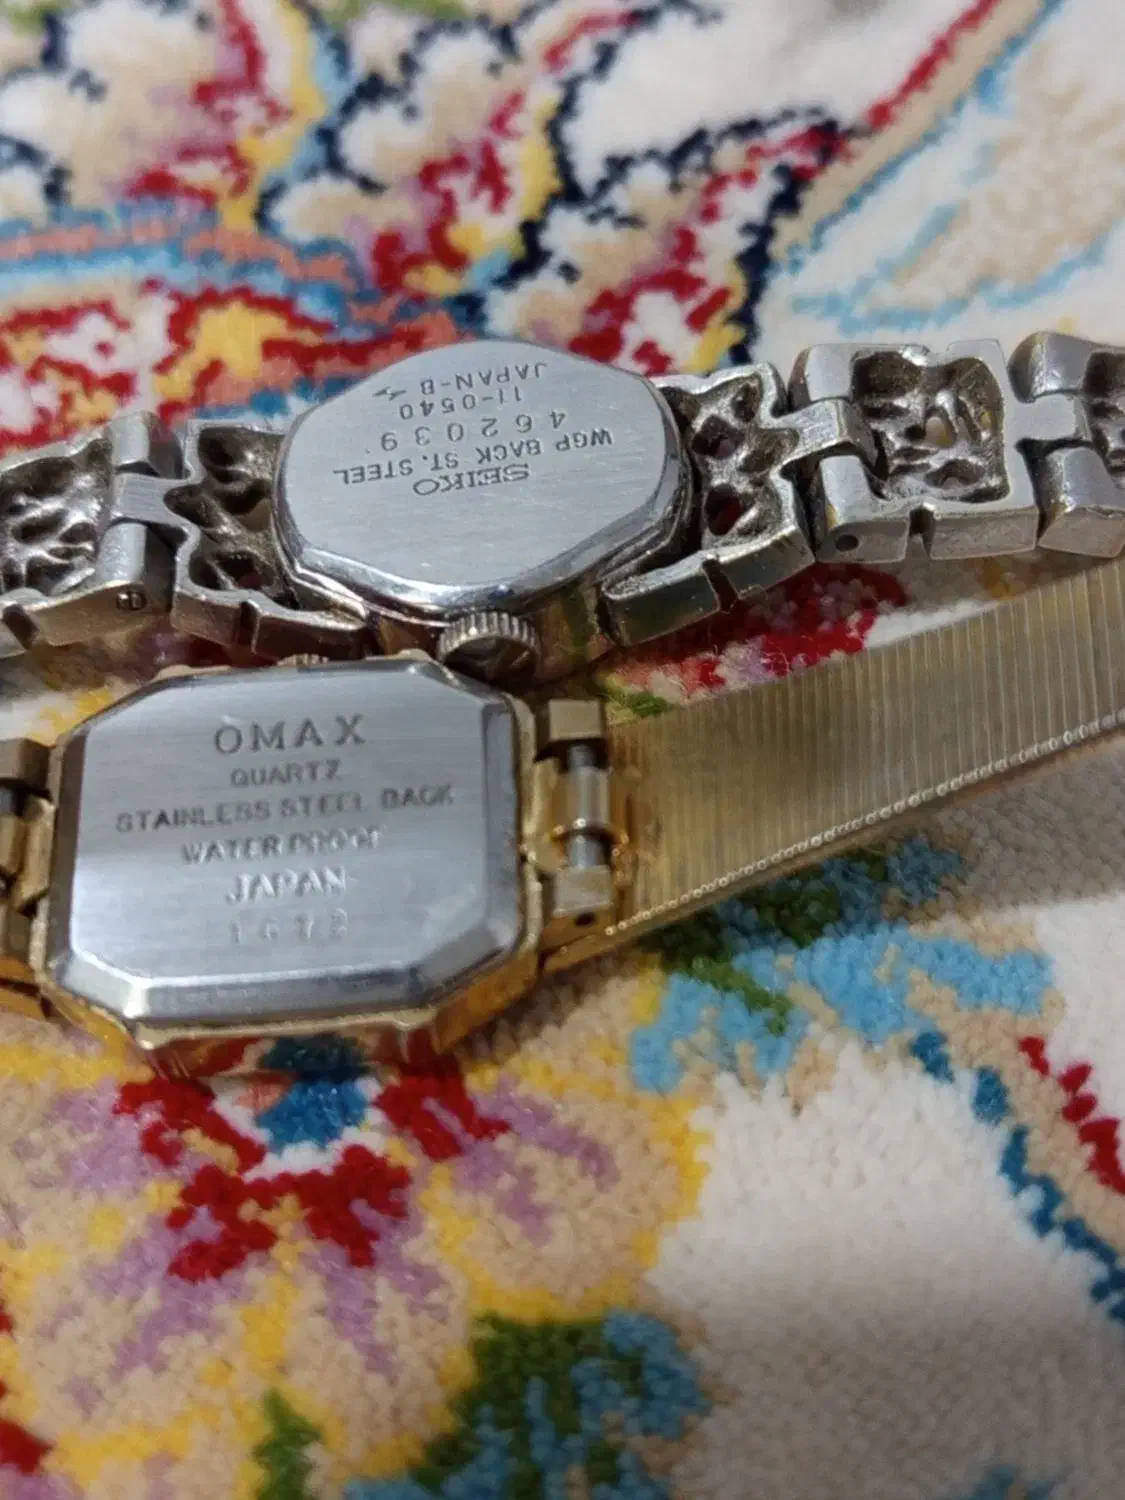 SEIKO
WGP BACK ST. STEEL
462039
11-0540
JAPAN-B
OMAX
QUARTZ
STAINLESS STEEL BACK
WATER PROOF
JAPAN